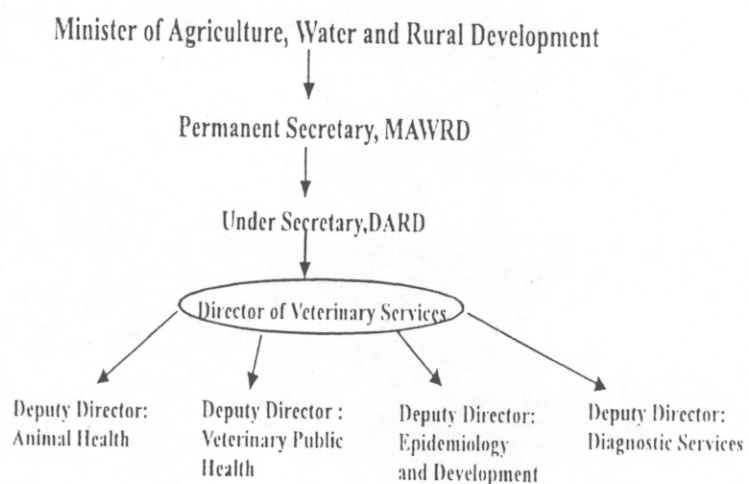 Minister of Agriculture, Water and Rural Development
Permanent Secretary, MAWRD
Under Secretary,DARD
Director of Veterinary Services
Deputy Director:
Animal Health
Deputy Director :
Veterinary Public
Health
Deputy Director:
Epidemiology
and Development
Deputy Director:
Diagnostic Services